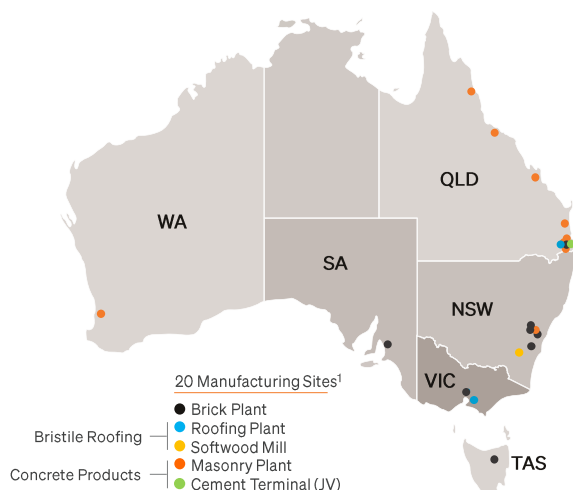 QLD
WA
SA
NSW
VIC
20 Manufacturing Sites¹
Brick Plant
Bristile Roofing
Roofing Plant
Softwood Mill
TAS
Concrete Products
Masonry Plant
Cement Terminal (JV)